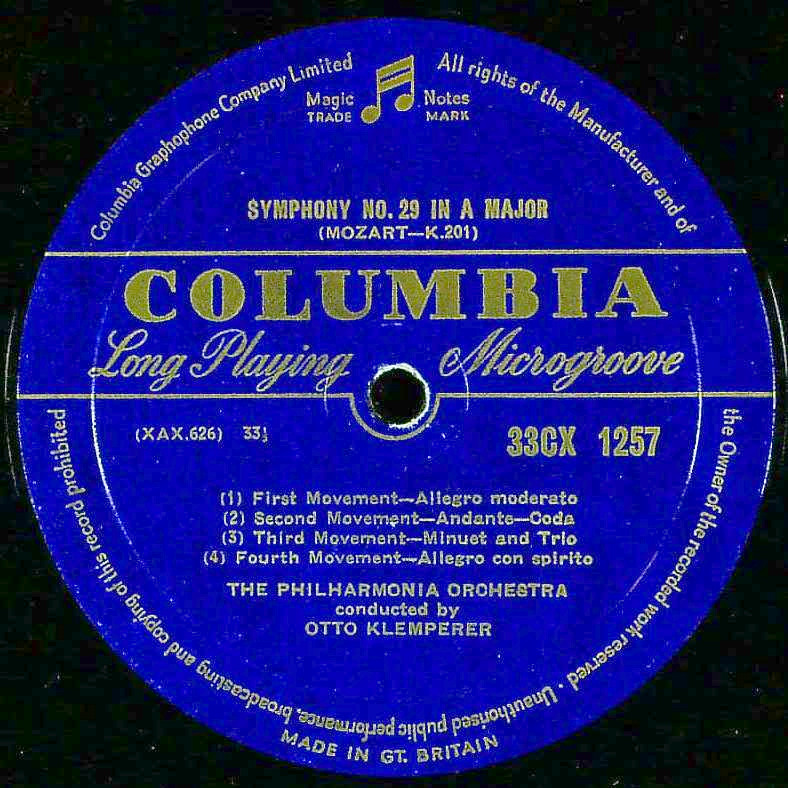 Columbia Graphophone Company Limited
All rights of the Manufacturer and of
the Owner of the recorded work reserved · Unauthorised public performance, broadcasting and copying of this record prohibited
Magic Notes
TRADE MARK
SYMPHONY NO. 29 IN A MAJOR
(MOZART—K.201)
COLUMBIA
Long Playing Microgroove
(XAX.626) 33⅓
33CX 1257
(1) First Movement—Allegro moderato
(2) Second Movement—Andante—Coda
(3) Third Movement—Minuet and Trio
(4) Fourth Movement—Allegro con spirito
THE PHILHARMONIA ORCHESTRA
conducted by
OTTO KLEMPERER
MADE IN GT. BRITAIN